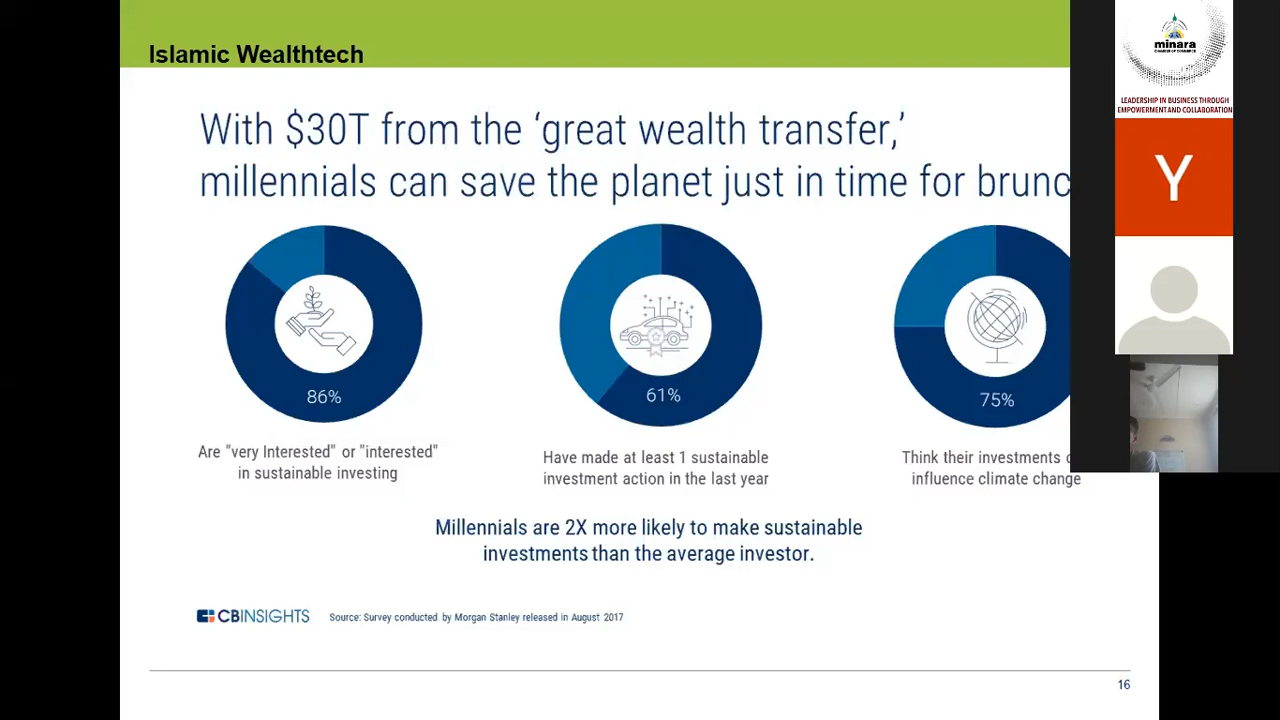 Islamic Wealthtech
With $30T from the ‘great wealth transfer,’
millennials can save the planet just in time for brunc
86%
61%
75%
Are "very Interested" or "interested"
in sustainable investing
Have made at least 1 sustainable
investment action in the last year
Think their investments
influence climate change
Millennials are 2X more likely to make sustainable
investments than the average investor.
CBINSIGHTS
Source: Survey conducted by Morgan Stanley released in August 2017
16
minara
CHAMBER OF COMMERCE
LEADERSHIP IN BUSINESS THROUGH
EMPOWERMENT AND COLLABORATION
Y